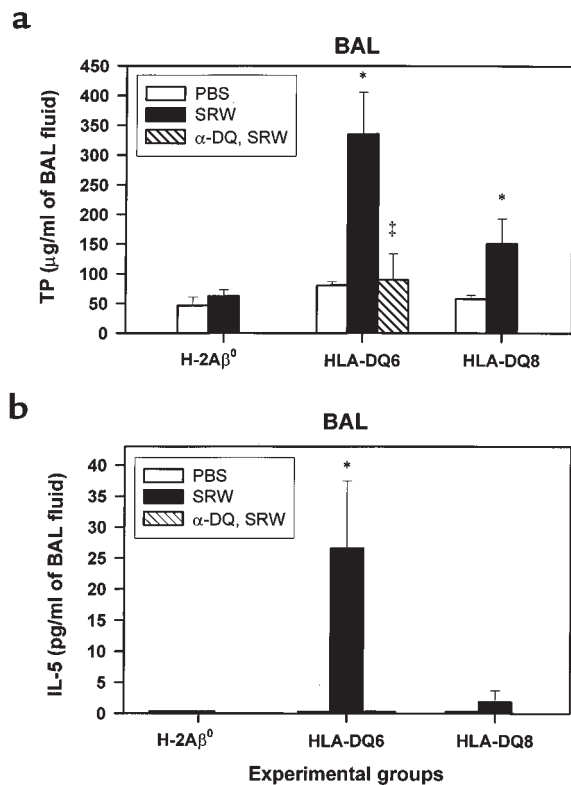 a
BAL
TP (µg/ml of BAL fluid)
450
400
350
300
250
200
150
100
50
0
PBS
SRW
α-DQ, SRW
*
‡
*
H-2Aβ⁰
HLA-DQ6
HLA-DQ8
b
BAL
IL-5 (pg/ml of BAL fluid)
40
35
30
25
20
15
10
5
0
PBS
SRW
α-DQ, SRW
*
H-2Aβ⁰
HLA-DQ6
HLA-DQ8
Experimental groups